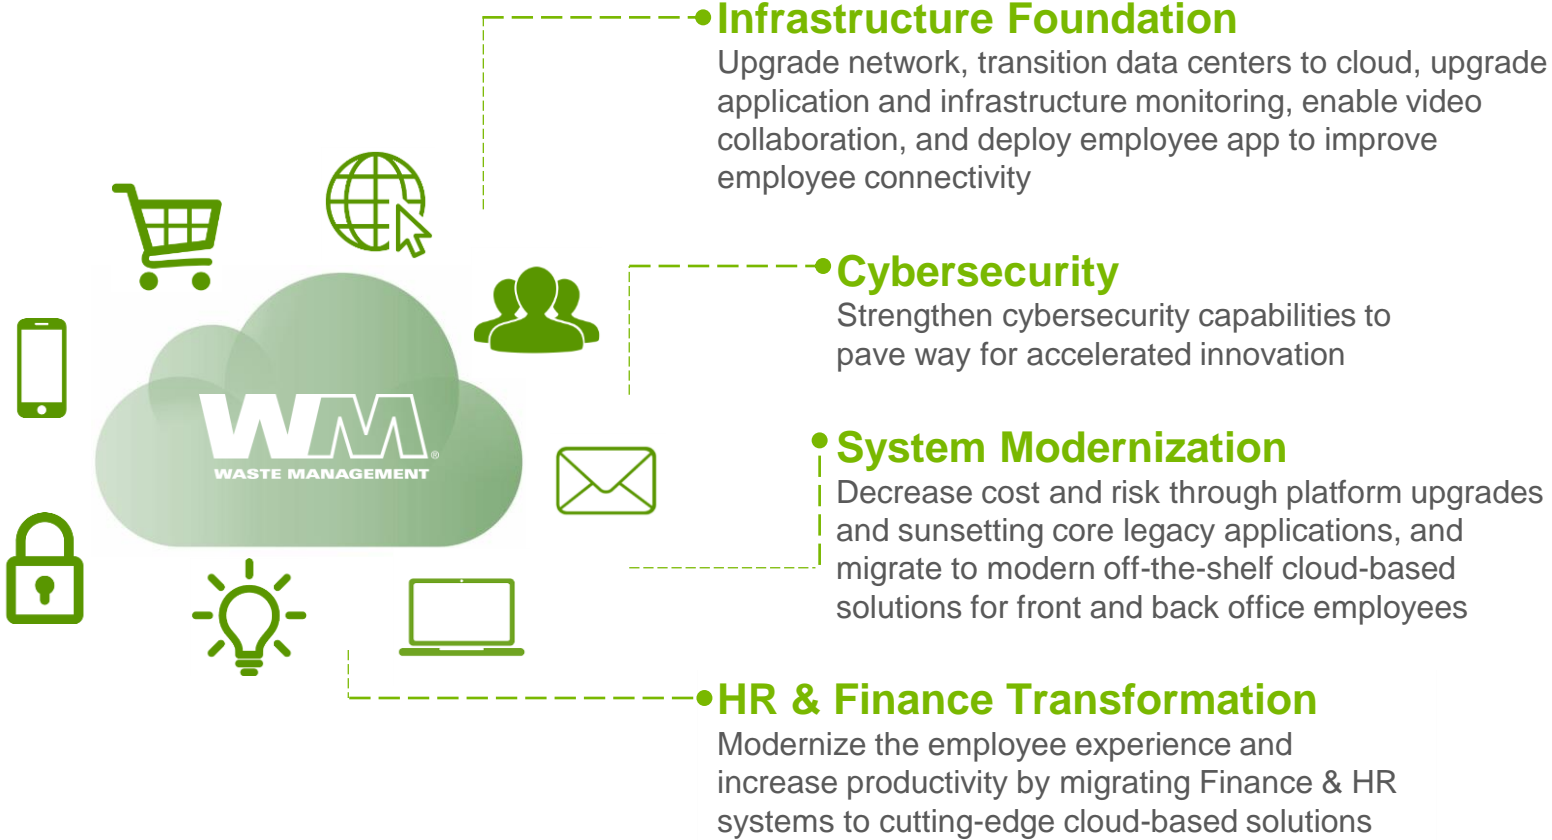 Infrastructure Foundation
Upgrade network, transition data centers to cloud, upgrade
application and infrastructure monitoring, enable video
collaboration, and deploy employee app to improve
employee connectivity
Cybersecurity
Strengthen cybersecurity capabilities to
pave way for accelerated innovation
WM®
WASTE MANAGEMENT
System Modernization
Decrease cost and risk through platform upgrades
and sunsetting core legacy applications, and
migrate to modern off-the-shelf cloud-based
solutions for front and back office employees
HR & Finance Transformation
Modernize the employee experience and
increase productivity by migrating Finance & HR
systems to cutting-edge cloud-based solutions